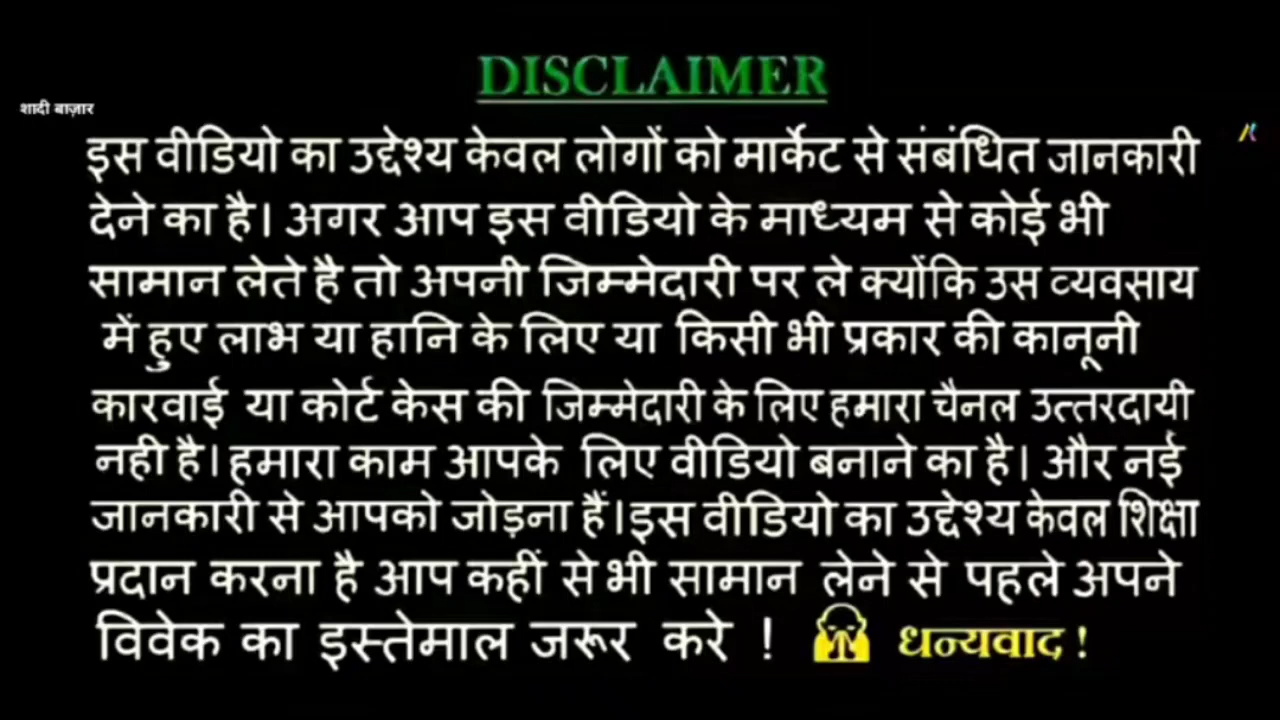 DISCLAIMER
शादी बाज़ार
इस वीडियो का उद्देश्य केवल लोगों को मार्केट से संबंधित जानकारी
देने का है। अगर आप इस वीडियो के माध्यम से कोई भी
सामान लेते है तो अपनी जिम्मेदारी पर ले क्योंकि उस व्यवसाय
में हुए लाभ या हानि के लिए या किसी भी प्रकार की कानूनी
कारवाई या कोर्ट केस की जिम्मेदारी के लिए हमारा चैनल उत्तरदायी
नही है। हमारा काम आपके लिए वीडियो बनाने का है। और नई
जानकारी से आपको जोड़ना हैं।इस वीडियो का उद्देश्य केवल शिक्षा
प्रदान करना है आप कहीं से भी सामान लेने से पहले अपने
विवेक का इस्तेमाल जरूर करे ! धन्यवाद !